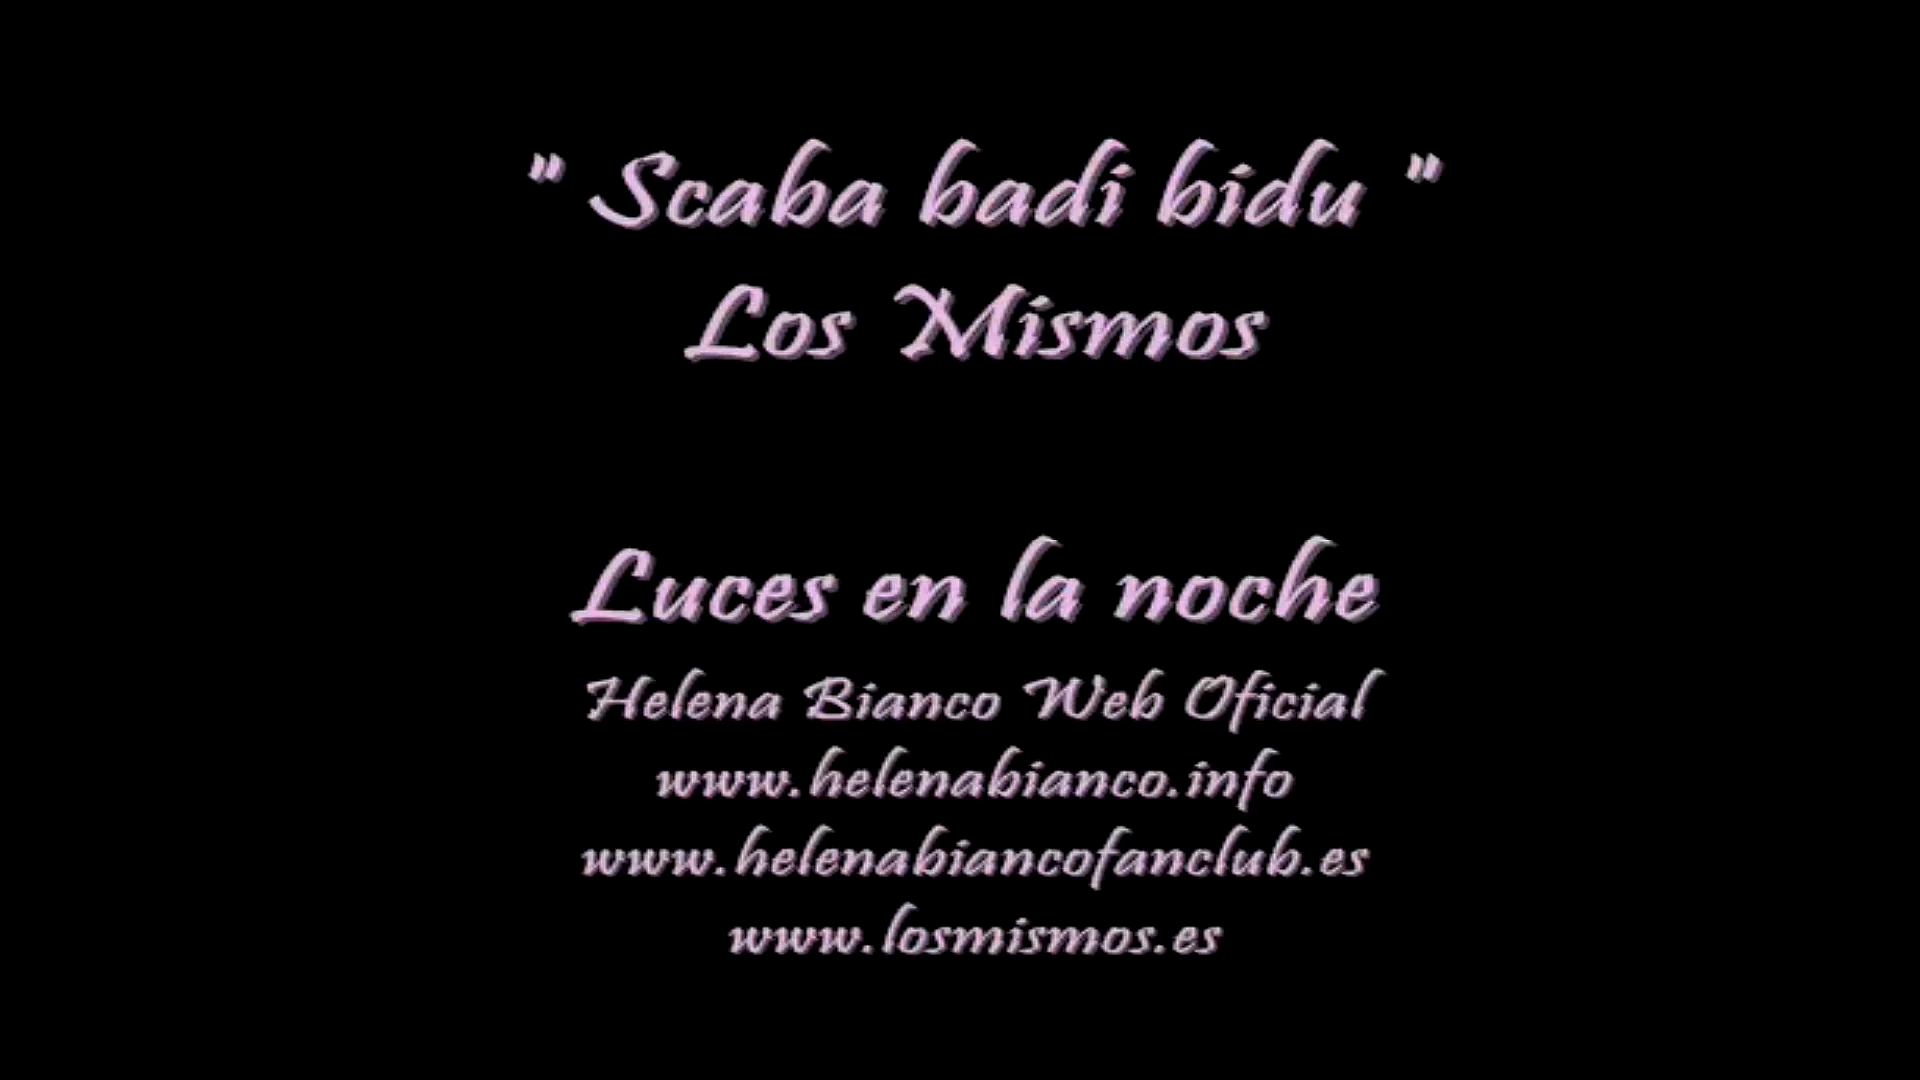 " Scaba badi bidu "
Los Mismos
Luces en la noche
Helena Bianco Web Oficial
www.helenabianco.info
www.helenabiancofanclub.es
www.losmismos.es